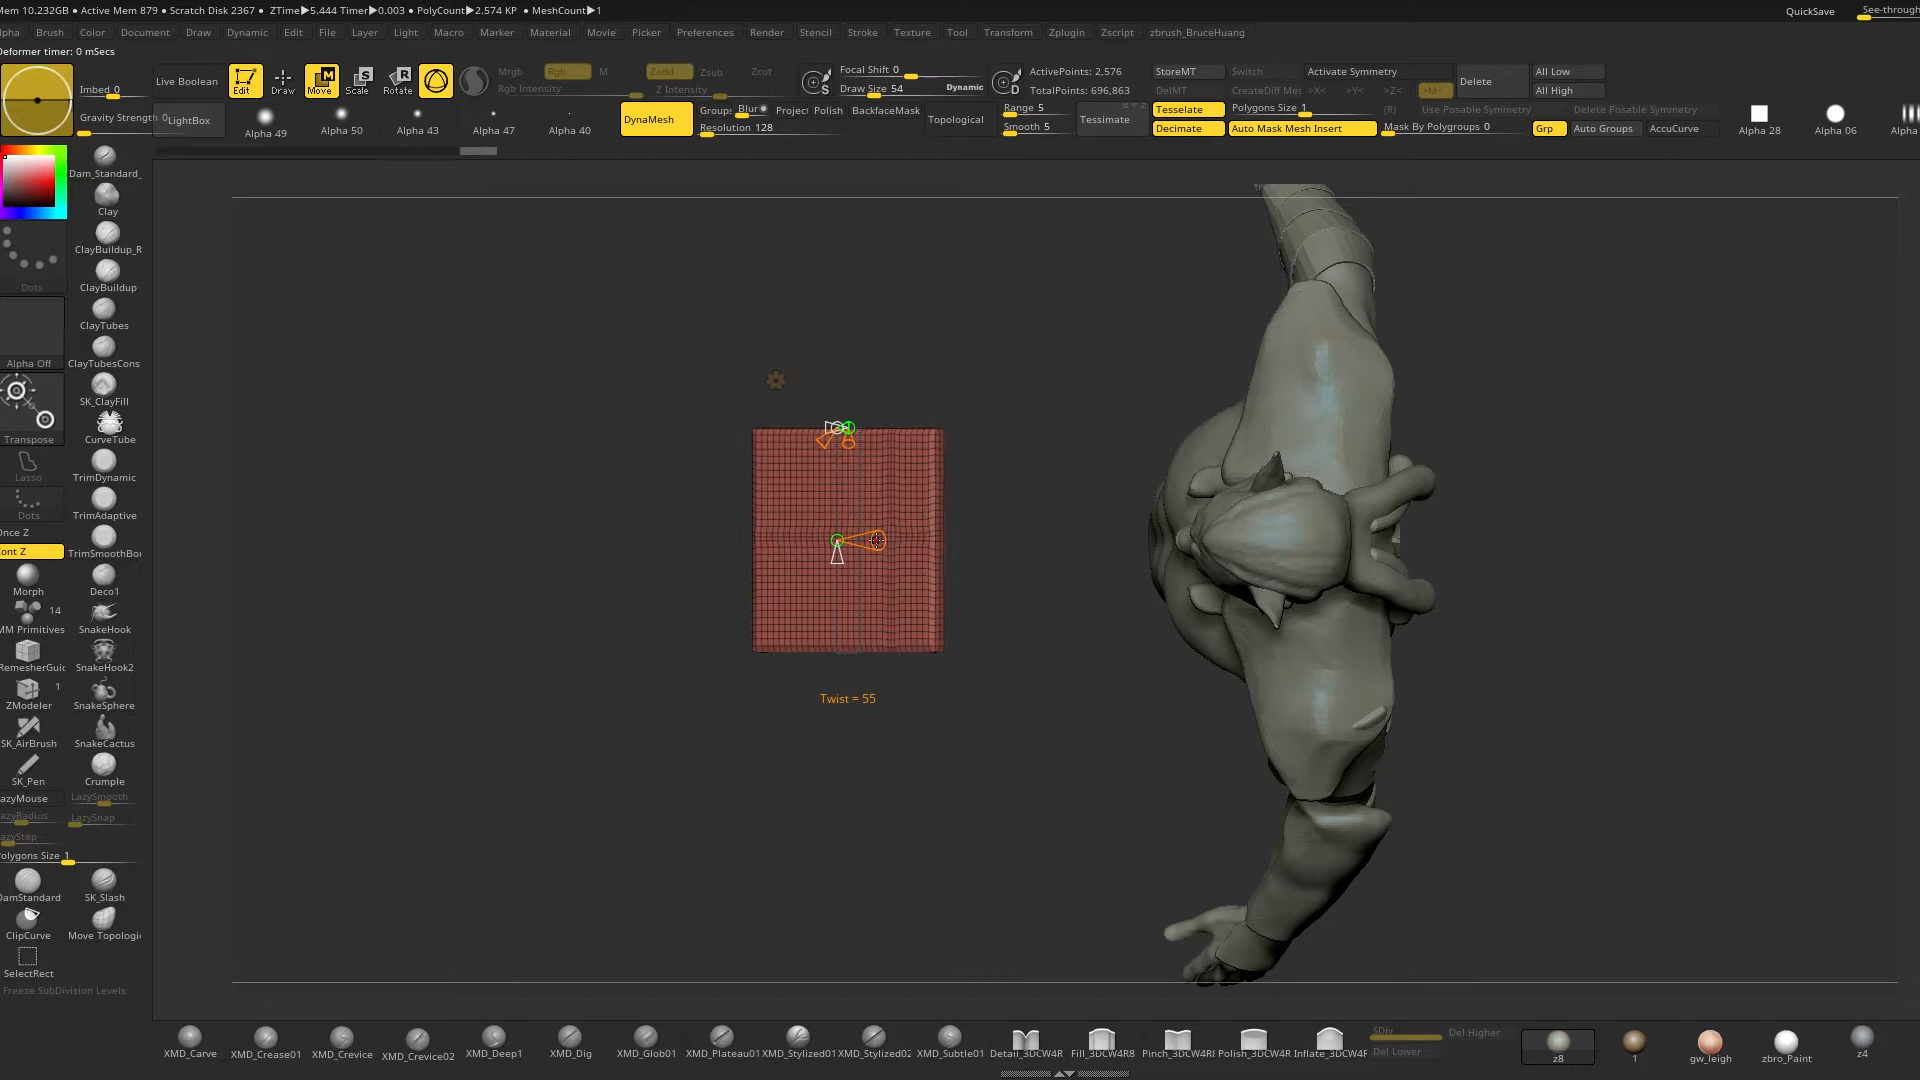 Mem 10.232GB • Active Mem 879 • Scratch Disk 2367 • ZTime▶5.444 Timer▶0.003 • PolyCount▶2.574 KP • MeshCount▶1
QuickSave
See-through
lpha Brush Color Document Draw Dynamic Edit File Layer Light Macro Marker Material Movie Picker Preferences Render Stencil Stroke Texture Tool Transform Zplugin Zscript zbrush_BruceHuang
Deformer timer: 0 mSecs
Imbed 0
Gravity Strength 0
Live Boolean
LightBox
Edit
Draw
Move
Scale
Rotate
Mrgb Rgb M
Rgb Intensity
Zadd Zsub Zcut
Z Intensity
S
Focal Shift 0
Draw Size 54
Dynamic
D
ActivePoints: 2,576
TotalPoints: 696,863
StoreMT
Switch
DelMT
CreateDiff Mes
Activate Symmetry
>X< >Y< >Z< >M<
(R)
Delete
All Low
All High
Alpha 49
Alpha 50
Alpha 43
Alpha 47
Alpha 40
DynaMesh
Group: Blur Project Polish
Resolution 128
BackfaceMask
Topological
Range 5
Smooth 5
Tessimate
Tesselate
Decimate
Polygons Size 1
Auto Mask Mesh Insert
Use Posable Symmetry
Delete Posable Symmetry
Mask By Polygroups 0
Grp
Auto Groups
AccuCurve
Alpha 28
Alpha 06
Alpha
Dots
Alpha Off
Transpose
Lasso
Dots
Once Z
Cont Z
Morph
14
MM Primitives
RemesherGuid
1
ZModeler
SK_AirBrush
SK_Pen
azyMouse
azyRadius
azyStep
LazySmooth
LazySnap
olygons Size 1
DamStandard
SK_Slash
ClipCurve
Move Topologi
SelectRect
Freeze SubDivision Levels
Dam_Standard_
Clay
ClayBuildup_R
ClayBuildup
ClayTubes
ClayTubesCons
SK_ClayFill
CurveTube
TrimDynamic
TrimAdaptive
TrimSmoothBo
Deco1
SnakeHook
SnakeHook2
SnakeSphere
SnakeCactus
Crumple
Twist = 55
XMD_Carve
XMD_Crease01
XMD_Crevice
XMD_Crevice02
XMD_Deep1
XMD_Dig
XMD_Glob01
XMD_Plateau01
XMD_Stylized01
XMD_Stylized02
XMD_Subtle01
Detail_3DCW4R
Fill_3DCW4R8
Pinch_3DCW4R8
Polish_3DCW4R
Inflate_3DCW4R
SDiv
Del Higher
Del Lower
z8
1
gw_leigh
zbro_Paint
z4